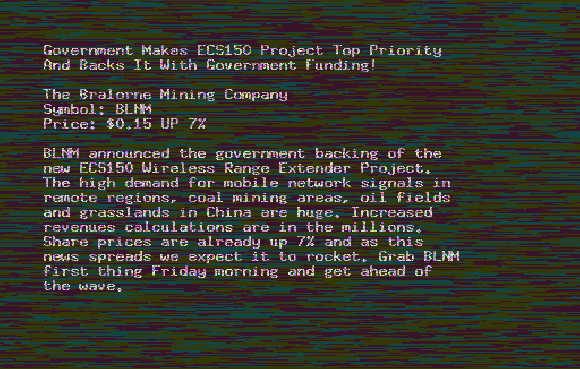 Government Makes ECS150 Project Top Priority
And Backs It With Government Funding!
The Bralorne Mining Company
Symbol: BLNM
Price: $0.15 UP 7%
BLNM announced the government backing of the
new ECS150 Wireless Range Extender Project.
The high demand for mobile network signals in
remote regions, coal mining areas, oil fields
and grasslands in China are huge. Increased
revenues calculations are in the millions.
Share prices are already up 7% and as this
news spreads we expect it to rocket. Grab BLNM
first thing Friday morning and get ahead of
the wave.